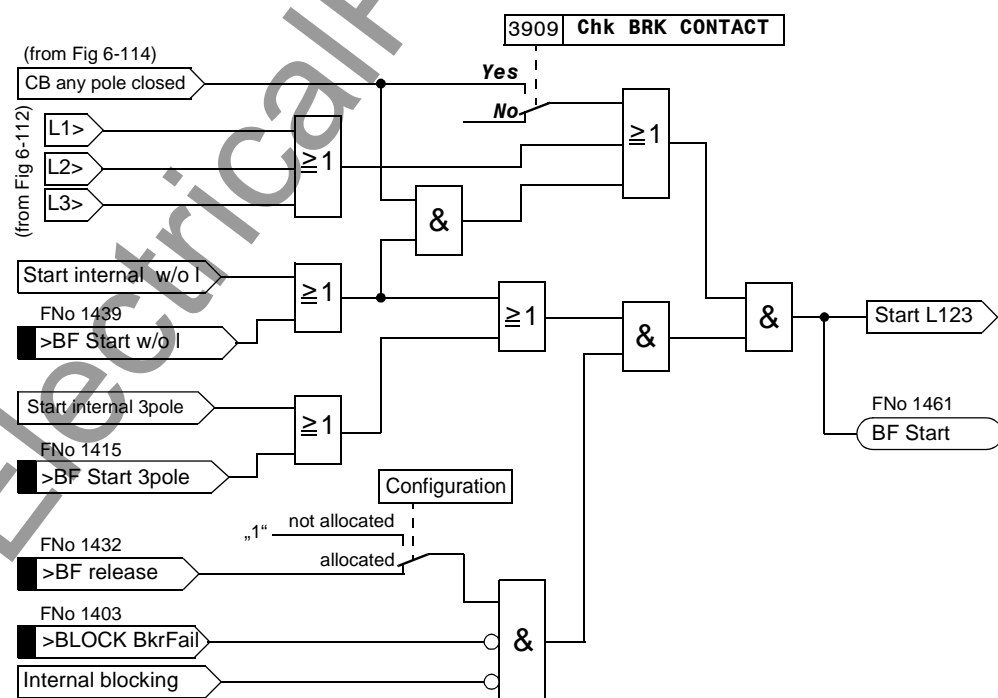 3909 Chk BRK CONTACT
(from Fig 6-114)
CB any pole closed
Yes
No
(from Fig 6-112)
L1>
L2>
L3>
≧1
≧1
&
Start internal w/o I
FNo 1439
>BF Start w/o I
≧1
≧1
&
&
Start L123
FNo 1461
BF Start
Start internal 3pole
FNo 1415
>BF Start 3pole
≧1
Configuration
„1“ not allocated
allocated
FNo 1432
>BF release
FNo 1403
>BLOCK BkrFail
&
Internal blocking